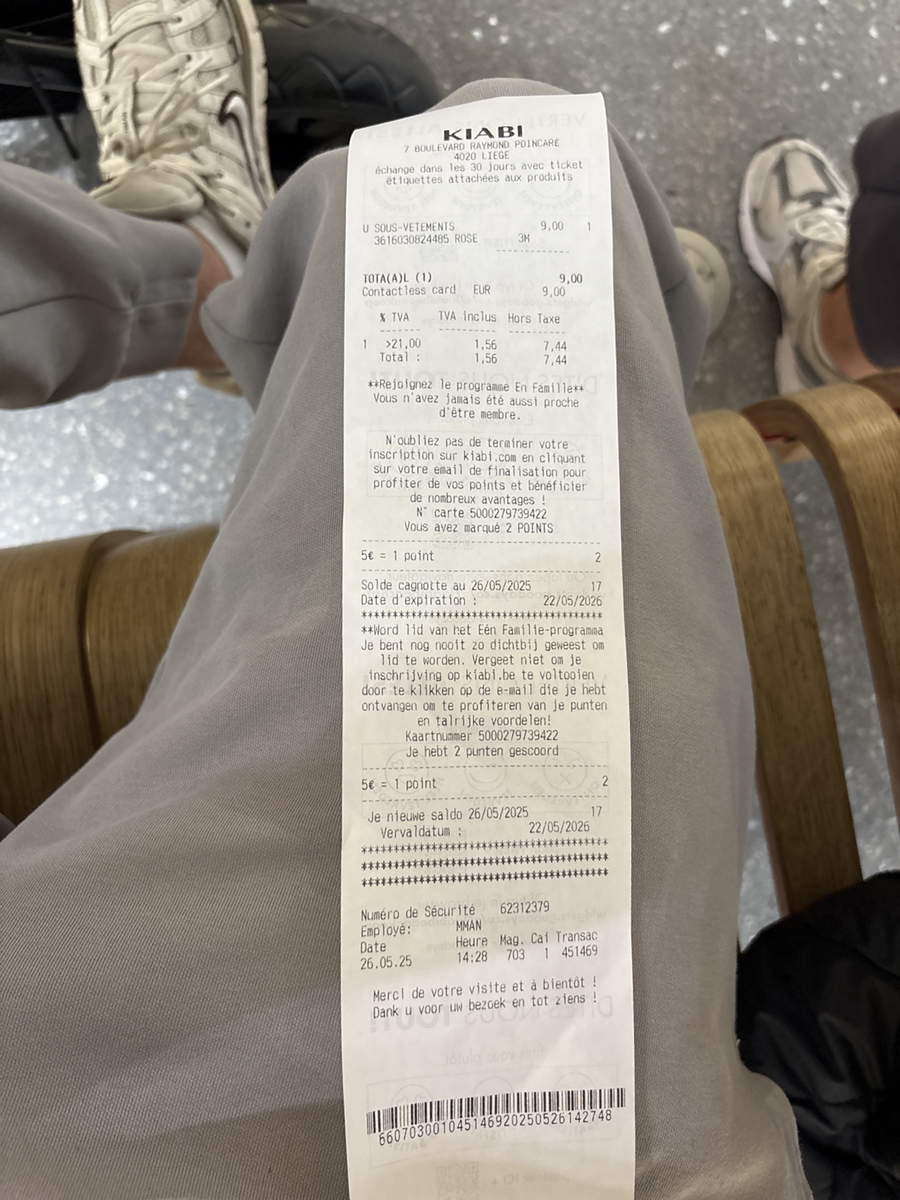 KIABI
7 BOULEVARD RAYMOND POINCARE
4020 LIEGE
échange dans les 30 jours avec ticket
étiquettes attachées aux produits
U SOUS-VETEMENTS 9,00 1
3616030824485 ROSE 3M
TOTA(A)L (1) 9,00
Contactless card EUR 9,00
% TVA TVA inclus Hors Taxe
1 >21,00 1,56 7,44
Total : 1,56 7,44
**Rejoignez le programme En Famille**
Vous n'avez jamais été aussi proche
d'être membre.
N'oubliez pas de terminer votre
inscription sur kiabi.com en cliquant
sur votre email de finalisation pour
profiter de vos points et bénéficier
de nombreux avantages !
N° carte 5000279739422
Vous avez marqué 2 POINTS
5€ = 1 point 2
Solde cagnotte au 26/05/2025 17
Date d'expiration : 22/05/2026
****************************************
**Word lid van het Eén Familie-programma
Je bent nog nooit zo dichtbij geweest om
lid te worden. Vergeet niet om je
inschrijving op kiabi.be te voltooien
door te klikken op de e-mail die je hebt
ontvangen om te profiteren van je punten
en talrijke voordelen!
Kaartnummer 5000279739422
Je hebt 2 punten gescoord
5€ = 1 point 2
Je nieuwe saldo 26/05/2025 17
Vervaldatum : 22/05/2026
****************************************
****************************************
****************************************
Numéro de Sécurité 62312379
Employé: MMAN
Date Heure Mag. Cai Transac
26.05.25 14:28 703 1 451469
Merci de votre visite et à bientôt !
Dank u voor uw bezoek en tot ziens !
66070300104514692025052614​2748